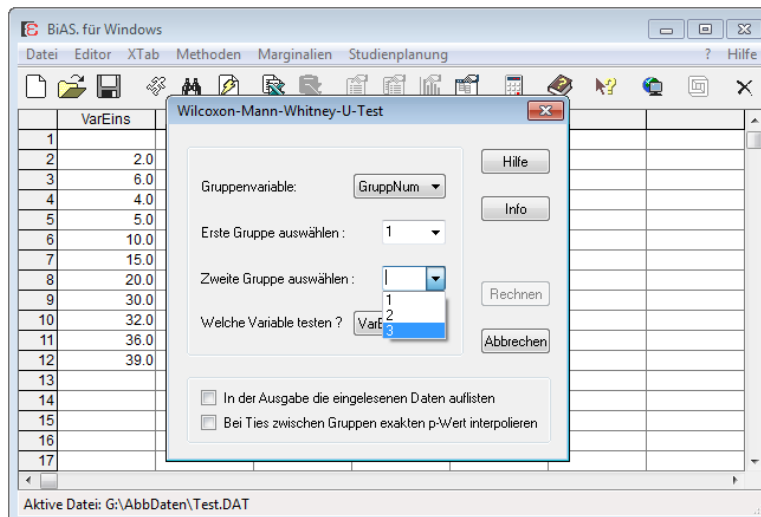 BiAS. für Windows
Datei Editor XTab Methoden Marginalien Studienplanung ? Hilfe
VarEins
Wilcoxon-Mann-Whitney-U-Test
Gruppenvariable: GruppNum
Erste Gruppe auswählen : 1
Zweite Gruppe auswählen :
1
2
3
Welche Variable testen ?
Hilfe
Info
Rechnen
Abbrechen
In der Ausgabe die eingelesenen Daten auflisten
Bei Ties zwischen Gruppen exakten p-Wert interpolieren
1
2 2.0
3 6.0
4 4.0
5 5.0
6 10.0
7 15.0
8 20.0
9 30.0
10 32.0
11 36.0
12 39.0
13
14
15
16
17
Aktive Datei: G:\AbbDaten\Test.DAT